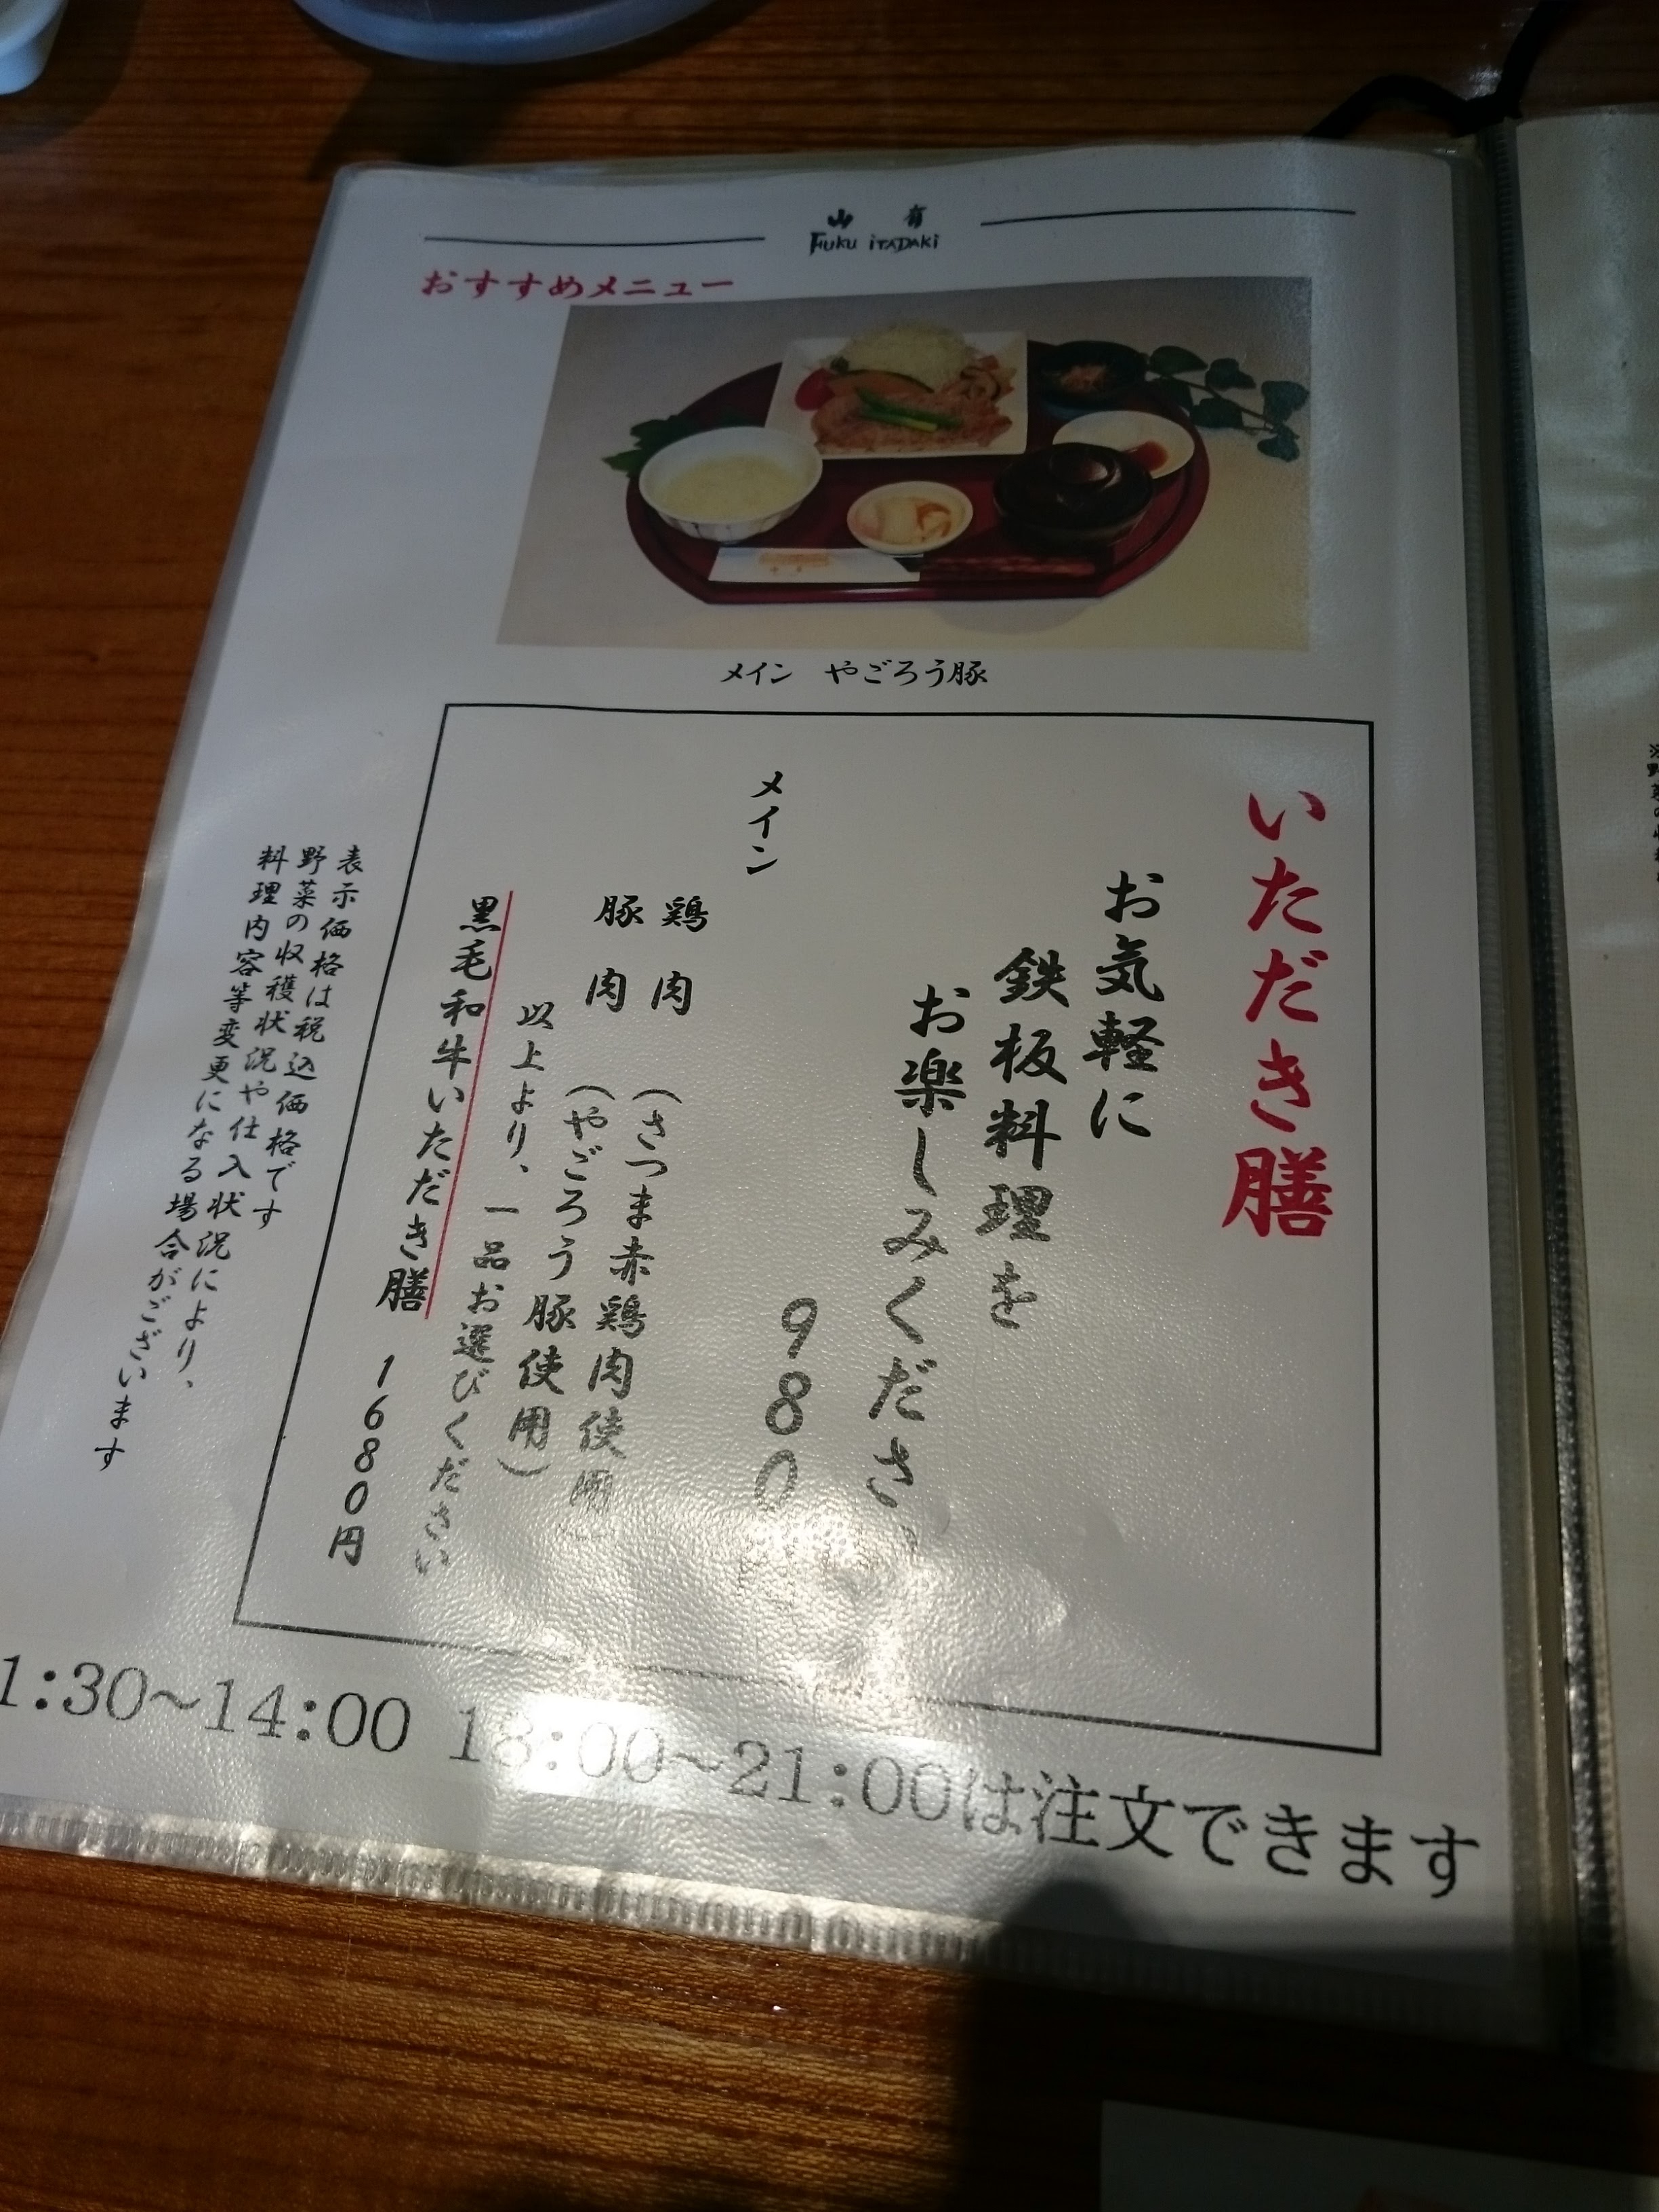 山 有
FUKU iTADAKi
おすすめメニュー
メイン やごろう豚
いただき膳
お気軽に
鉄板料理を
お楽しみくださ
980
メイン
鶏肉 (さつま赤鶏肉使用)
豚肉 (やごろう豚使用)
以上より、一品お選びください
黒毛和牛いただき膳 1680円
表示価格は税込価格です
野菜の収穫状況や仕入状況により、
料理内容等変更になる場合がございます
1:30～14:00 18:00～21:00は注文できます